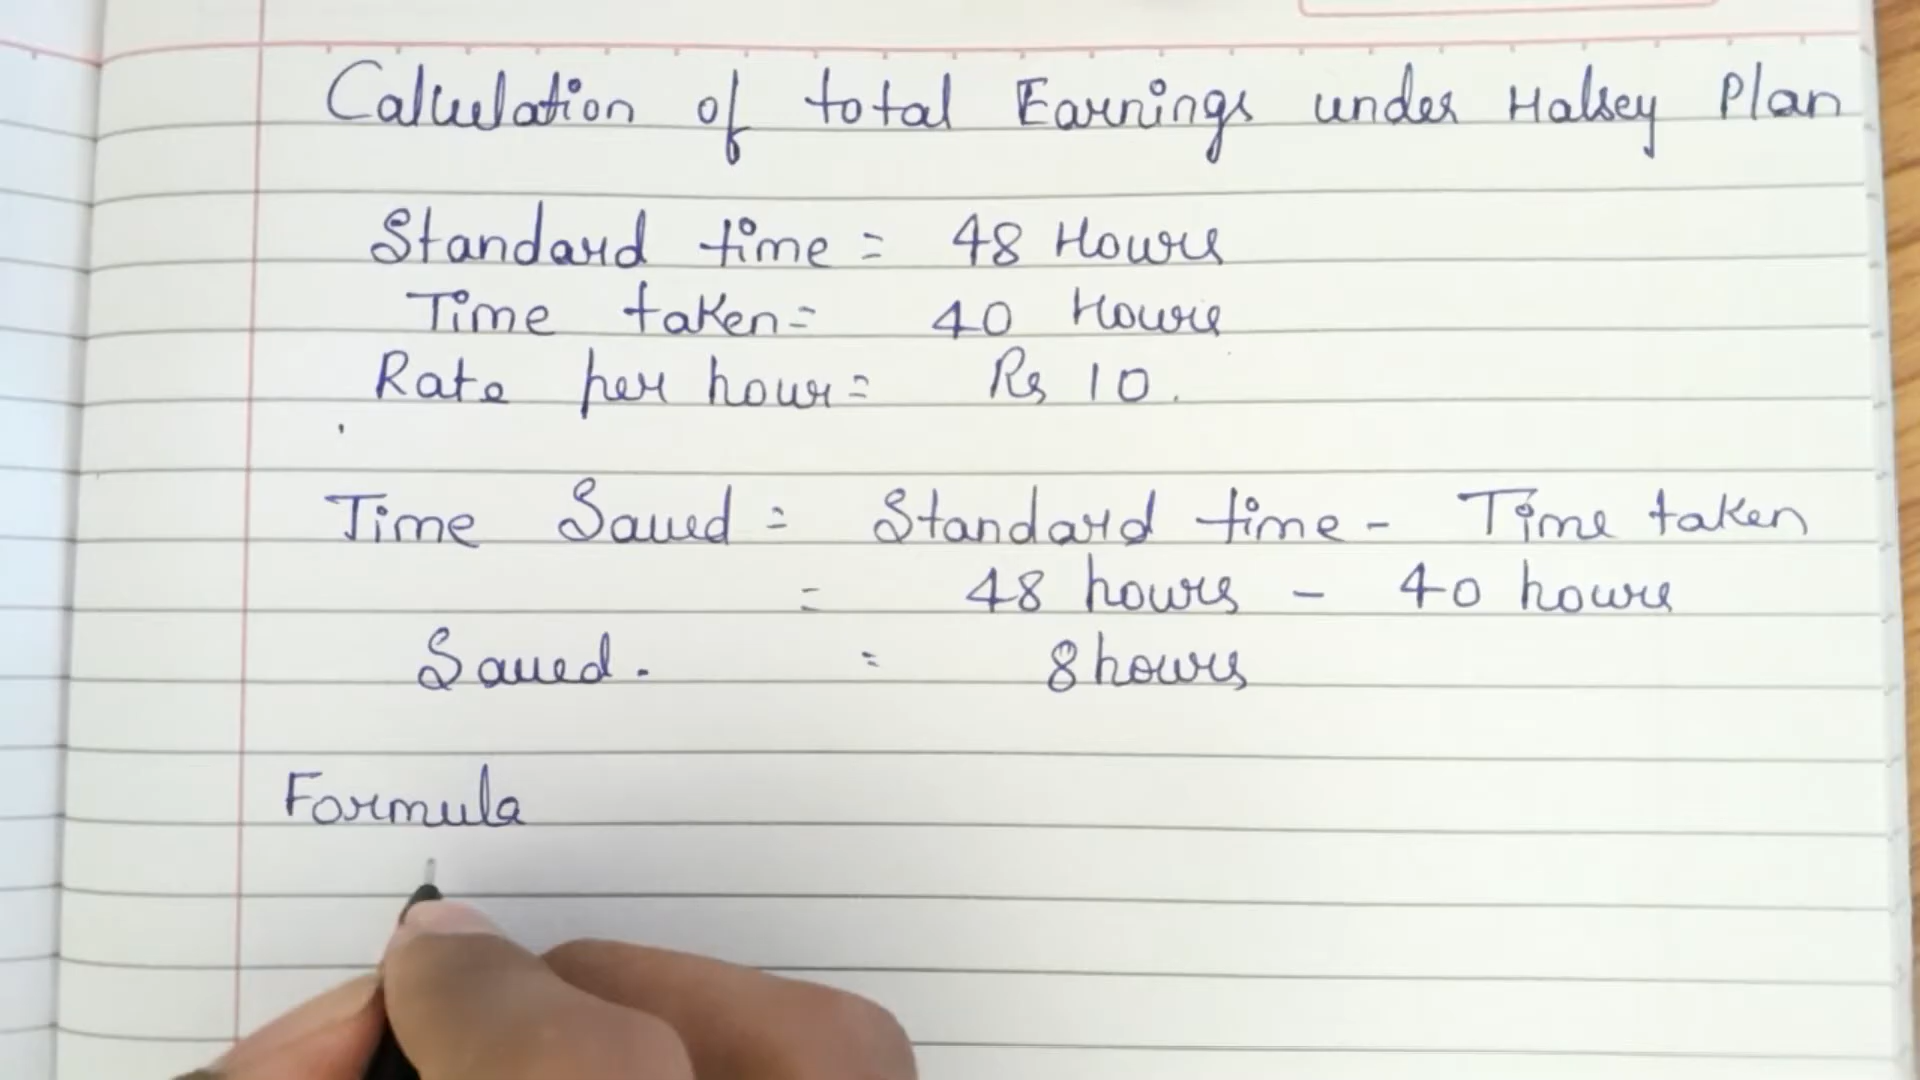 Calculation of total Earnings under Halsey Plan
Standard time = 48 Hours
Time taken = 40 Hours
Rate per hour = Rs 10.
Time Saved = Standard time - Time taken
= 48 hours - 40 hours
Saved. = 8 hours
Formula